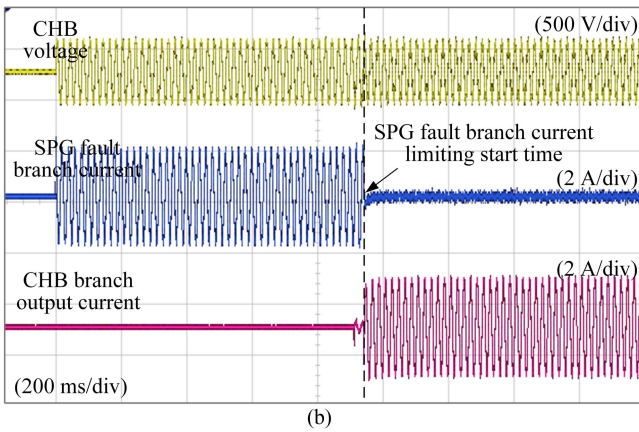 CHB
voltage
(500 V/div)
SPG fault
branch current
SPG fault branch current
limiting start time
(2 A/div)
CHB branch
output current
(2 A/div)
(200 ms/div)
(b)